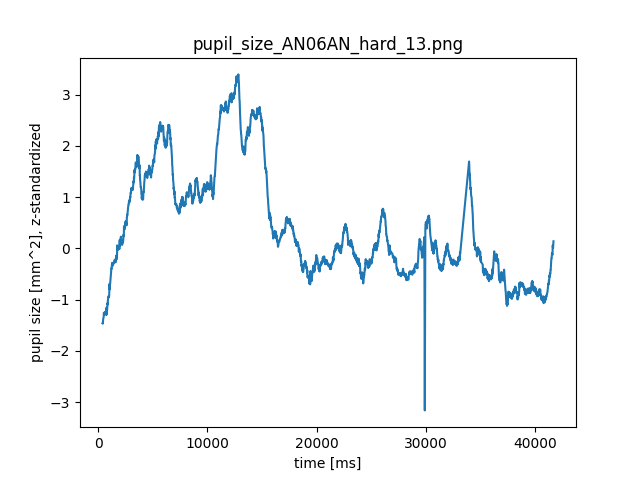 pupil_size_AN06AN_hard_13.png
pupil size [mm^2], z-standardized
3
2
1
0
−1
−2
−3
0 10000 20000 30000 40000
time [ms]